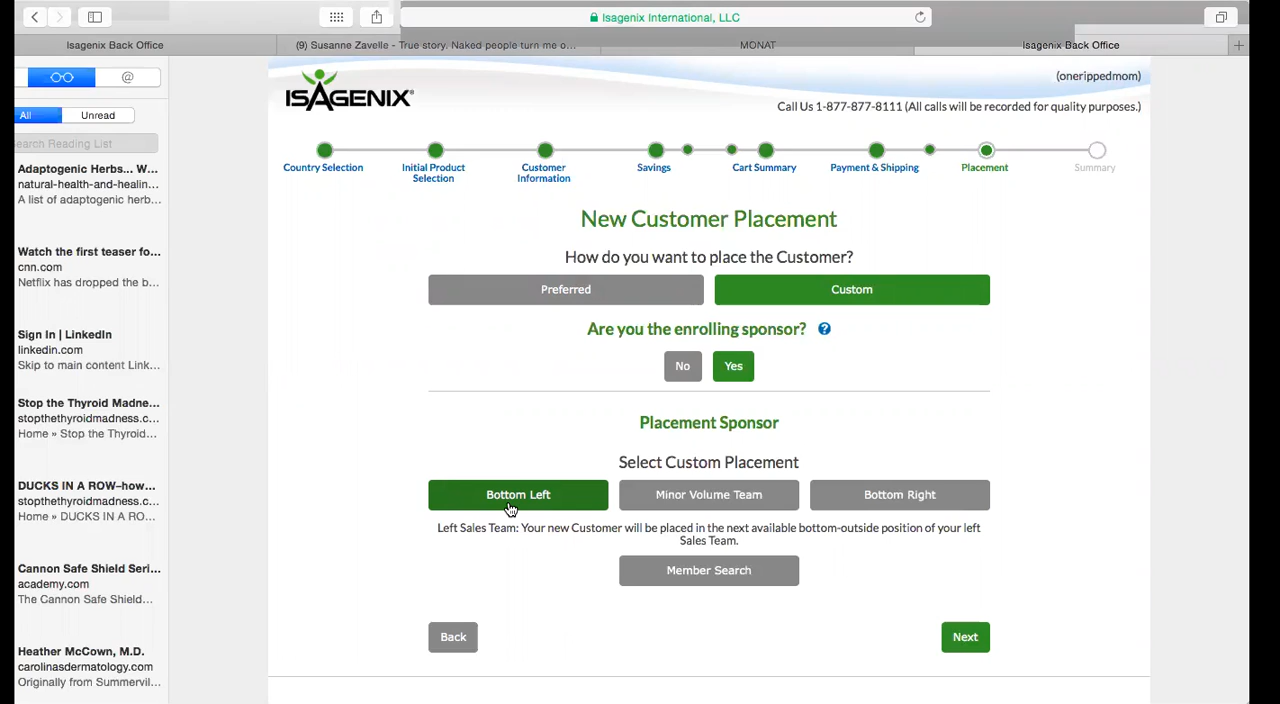 Isagenix International, LLC
Isagenix Back Office
(9) Susanne Zavelle - True story. Naked people turn me o...
MONAT
Isagenix Back Office
@
All
Unread
Search Reading List
Adaptogenic Herbs... W...
natural-health-and-healin...
A list of adaptogenic herb...
Watch the first teaser fo...
cnn.com
Netflix has dropped the b...
Sign In | LinkedIn
linkedin.com
Skip to main content Link...
Stop the Thyroid Madne...
stopthethyroidmadness.c...
Home » Stop the Thyroid...
DUCKS IN A ROW–how...
stopthethyroidmadness.c...
Home » DUCKS IN A RO...
Cannon Safe Shield Seri...
academy.com
The Cannon Safe Shield...
Heather McCown, M.D.
carolinasdermatology.com
Originally from Summervil...
ISAGENIX®
(onerippedmom)
Call Us 1-877-877-8111 (All calls will be recorded for quality purposes.)
Country Selection
Initial Product
Selection
Customer
Information
Savings
Cart Summary
Payment & Shipping
Placement
Summary
New Customer Placement
How do you want to place the Customer?
Preferred
Custom
Are you the enrolling sponsor? ?
No
Yes
Placement Sponsor
Select Custom Placement
Bottom Left
Minor Volume Team
Bottom Right
Left Sales Team: Your new Customer will be placed in the next available bottom-outside position of your left
Sales Team.
Member Search
Back
Next